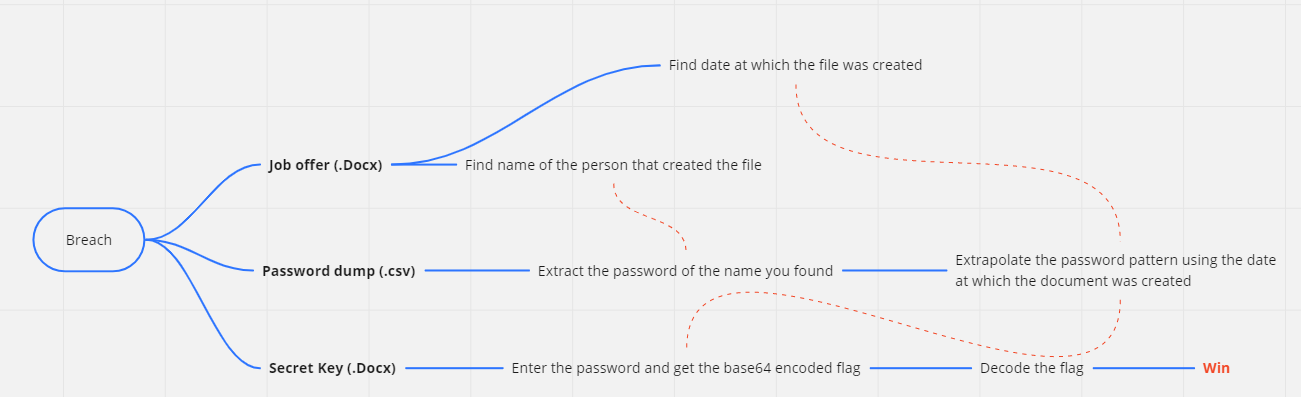 Find date at which the file was created
Job offer (.Docx)
Find name of the person that created the file
Breach
Password dump (.csv)
Extract the password of the name you found
Extrapolate the password pattern using the date
at which the document was created
Secret Key (.Docx)
Enter the password and get the base64 encoded flag
Decode the flag
Win